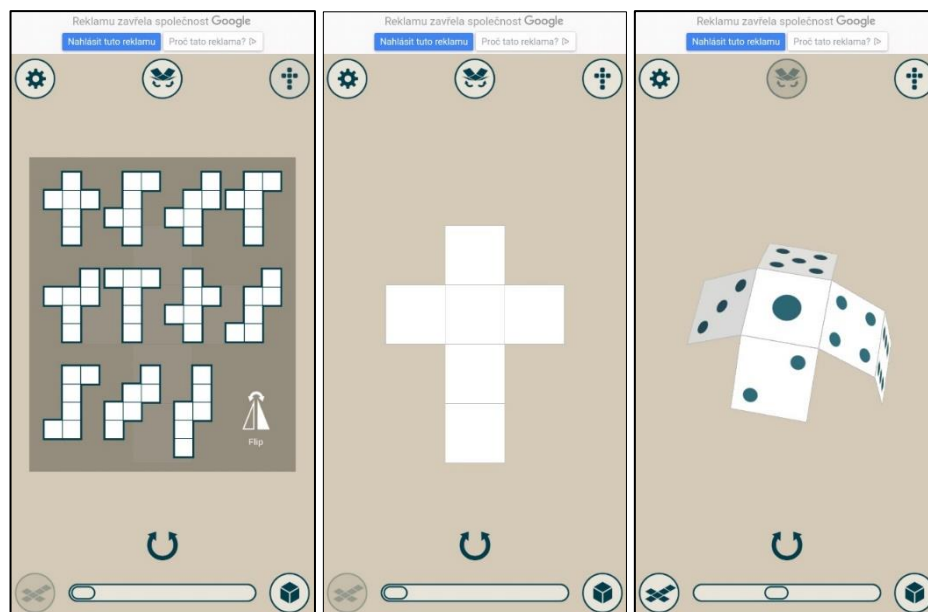 Reklamu zavřela společnost Google
Nahlásit tuto reklamu Proč tato reklama?
Flip
Reklamu zavřela společnost Google
Nahlásit tuto reklamu Proč tato reklama?
Reklamu zavřela společnost Google
Nahlásit tuto reklamu Proč tato reklama?